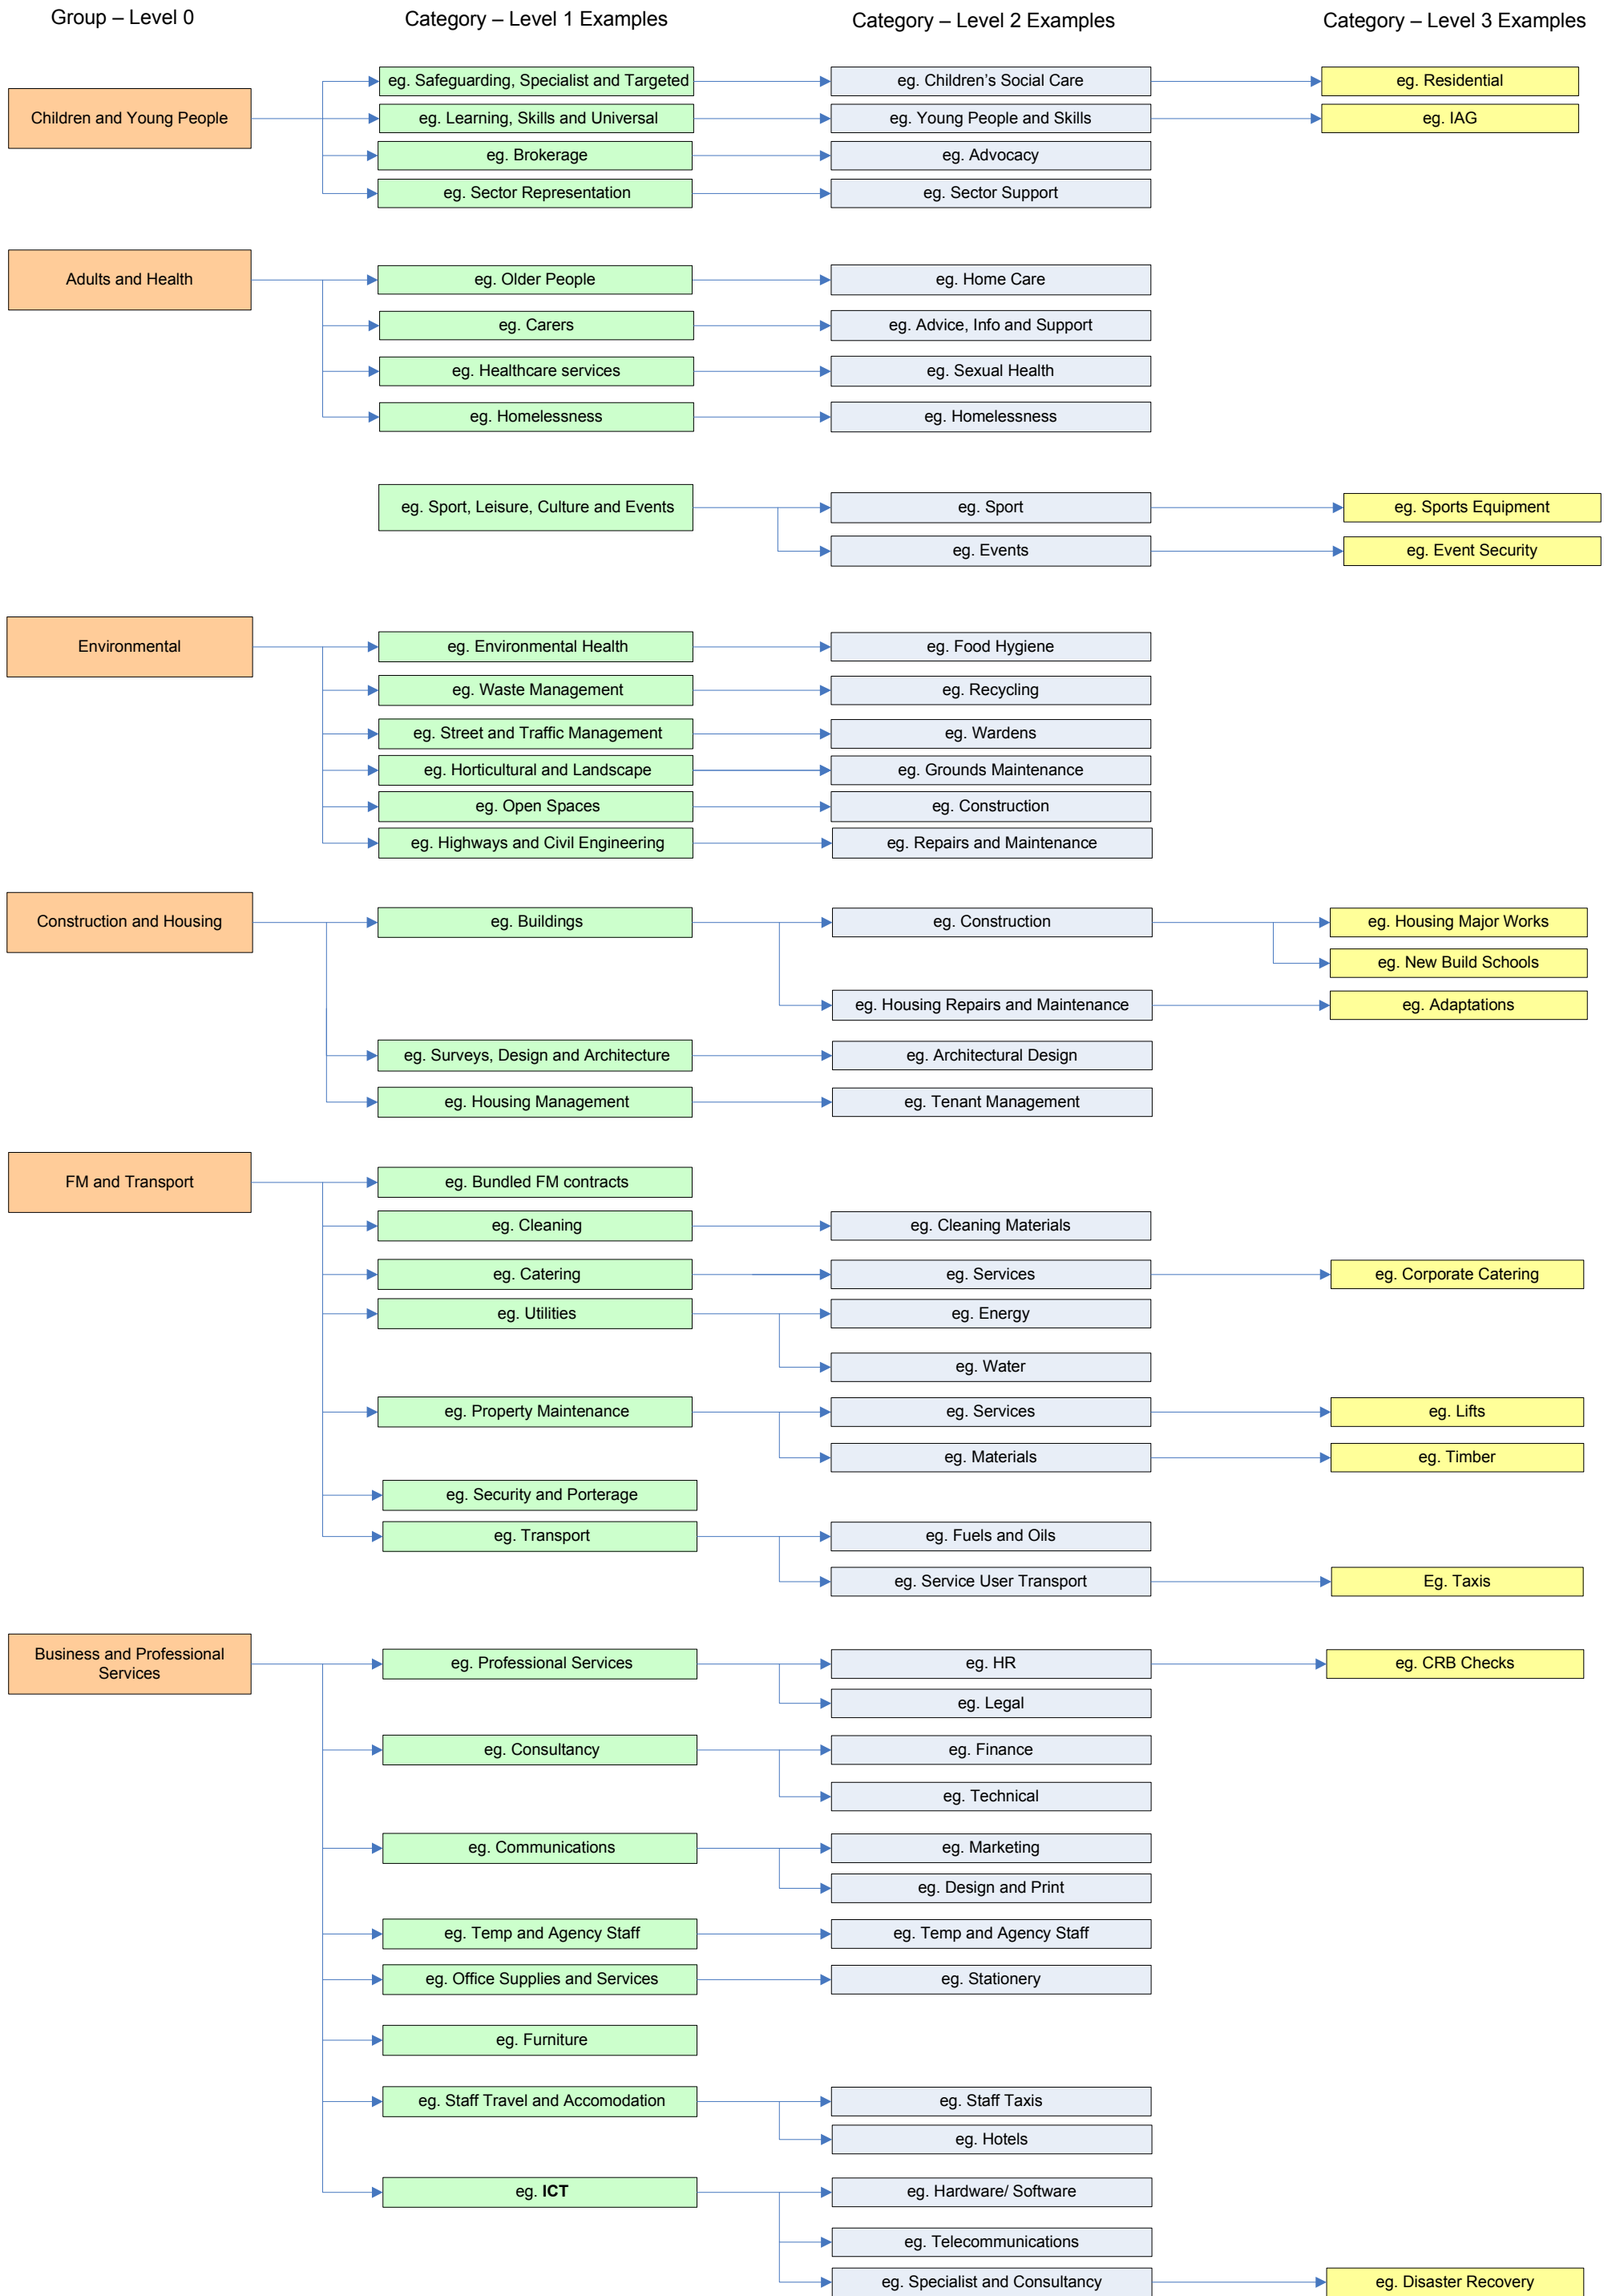 Group – Level 0
Category – Level 1 Examples
Category – Level 2 Examples
Category – Level 3 Examples
Children and Young People
eg. Safeguarding, Specialist and Targeted
eg. Children’s Social Care
eg. Residential
eg. Learning, Skills and Universal
eg. Young People and Skills
eg. IAG
eg. Brokerage
eg. Advocacy
eg. Sector Representation
eg. Sector Support
Adults and Health
eg. Older People
eg. Home Care
eg. Carers
eg. Advice, Info and Support
eg. Healthcare services
eg. Sexual Health
eg. Homelessness
eg. Homelessness
eg. Sport, Leisure, Culture and Events
eg. Sport
eg. Sports Equipment
eg. Events
eg. Event Security
Environmental
eg. Environmental Health
eg. Food Hygiene
eg. Waste Management
eg. Recycling
eg. Street and Traffic Management
eg. Wardens
eg. Horticultural and Landscape
eg. Grounds Maintenance
eg. Open Spaces
eg. Construction
eg. Highways and Civil Engineering
eg. Repairs and Maintenance
Construction and Housing
eg. Buildings
eg. Construction
eg. Housing Major Works
eg. New Build Schools
eg. Housing Repairs and Maintenance
eg. Adaptations
eg. Surveys, Design and Architecture
eg. Architectural Design
eg. Housing Management
eg. Tenant Management
FM and Transport
eg. Bundled FM contracts
eg. Cleaning
eg. Cleaning Materials
eg. Catering
eg. Services
eg. Corporate Catering
eg. Utilities
eg. Energy
eg. Water
eg. Property Maintenance
eg. Services
eg. Lifts
eg. Materials
eg. Timber
eg. Security and Porterage
eg. Transport
eg. Fuels and Oils
eg. Service User Transport
Eg. Taxis
Business and Professional
Services
eg. Professional Services
eg. HR
eg. CRB Checks
eg. Legal
eg. Consultancy
eg. Finance
eg. Technical
eg. Communications
eg. Marketing
eg. Design and Print
eg. Temp and Agency Staff
eg. Temp and Agency Staff
eg. Office Supplies and Services
eg. Stationery
eg. Furniture
eg. Staff Travel and Accomodation
eg. Staff Taxis
eg. Hotels
eg. ICT
eg. Hardware/ Software
eg. Telecommunications
eg. Specialist and Consultancy
eg. Disaster Recovery